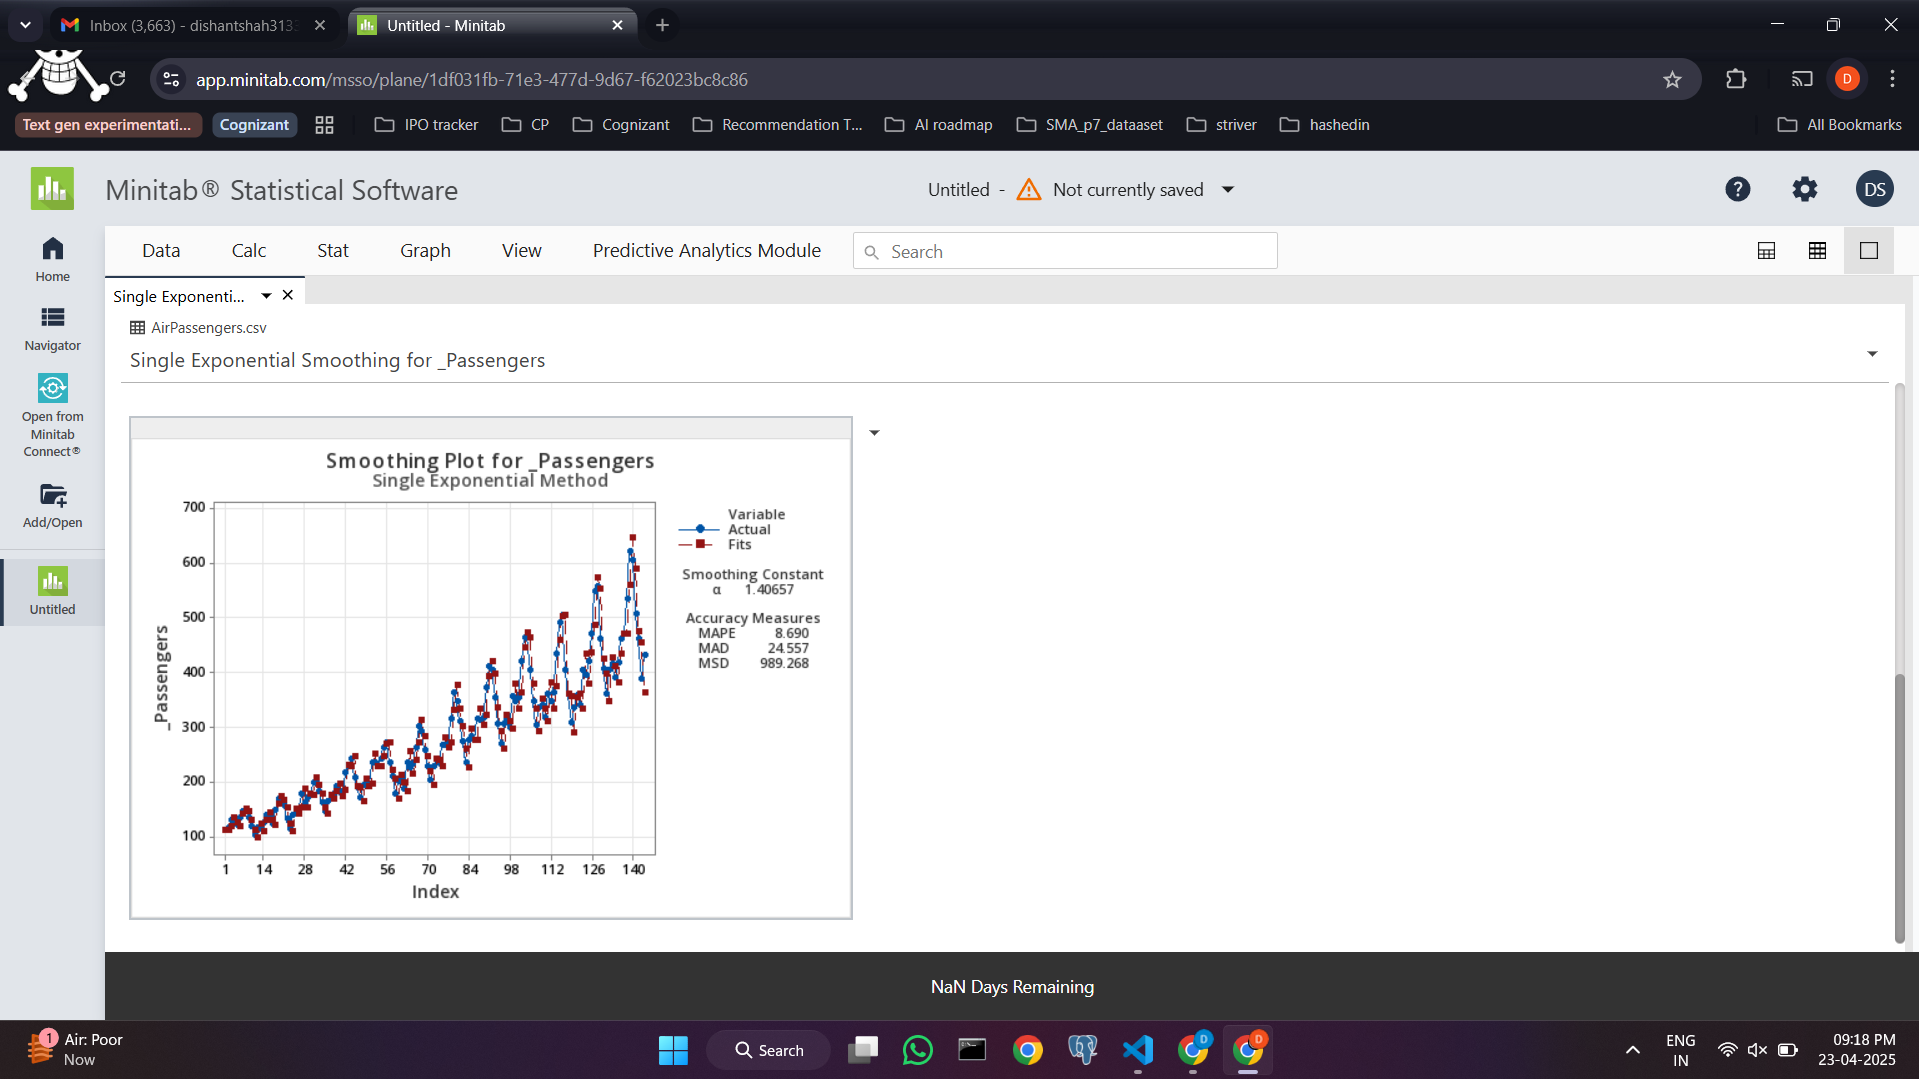 Inbox (3,663) - dishantshah3133
Untitled - Minitab
app.minitab.com/msso/plane/1df031fb-71e3-477d-9d67-f62023bc8c86
D
Text gen experimentati...
Cognizant
IPO tracker
CP
Cognizant
Recommendation T...
AI roadmap
SMA_p7_dataaset
striver
hashedin
All Bookmarks
Minitab® Statistical Software
Untitled - Not currently saved
DS
Home
Navigator
Open from
Minitab
Connect®
Add/Open
Untitled
Data
Calc
Stat
Graph
View
Predictive Analytics Module
Search
Single Exponenti...
AirPassengers.csv
Single Exponential Smoothing for _Passengers
Smoothing Plot for _Passengers
Single Exponential Method
_Passengers
700
600
500
400
300
200
100
1 14 28 42 56 70 84 98 112 126 140
Index
Variable
Actual
Fits
Smoothing Constant
α 1.40657
Accuracy Measures
MAPE 8.690
MAD 24.557
MSD 989.268
NaN Days Remaining
1
Air: Poor
Now
Search
D
D
ENG
IN
09:18 PM
23-04-2025